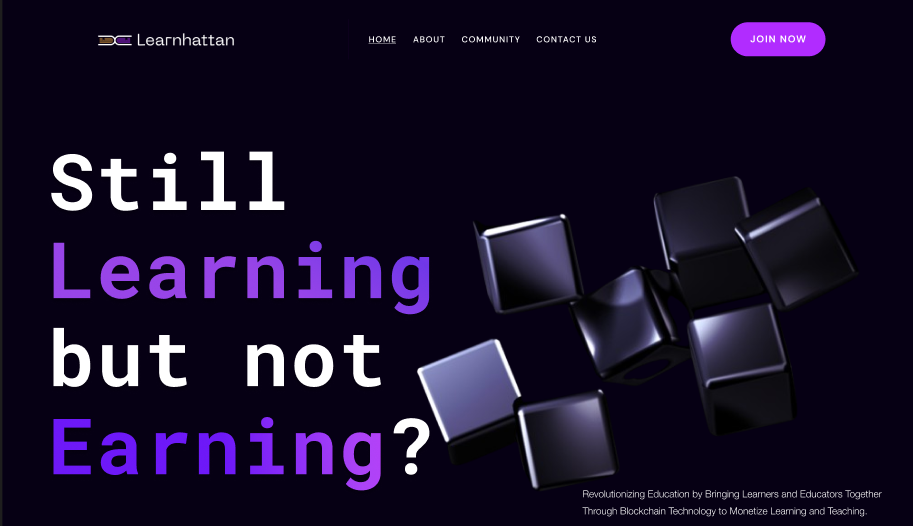 Learnhattan
HOME ABOUT COMMUNITY CONTACT US
JOIN NOW
Still
Learning
but not
Earning?
Revolutionizing Education by Bringing Learners and Educators Together
Through Blockchain Technology to Monetize Learning and Teaching.